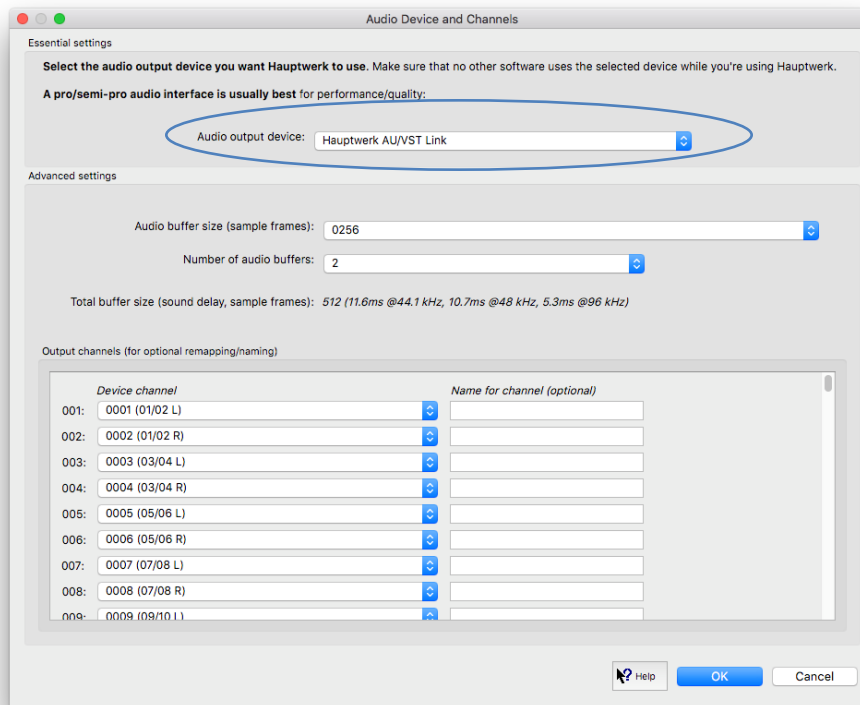 Audio Device and Channels
Essential settings
Select the audio output device you want Hauptwerk to use. Make sure that no other software uses the selected device while you're using Hauptwerk.
A pro/semi-pro audio interface is usually best for performance/quality:
Audio output device: Hauptwerk AU/VST Link
Advanced settings
Audio buffer size (sample frames): 0256
Number of audio buffers: 2
Total buffer size (sound delay, sample frames): 512 (11.6ms @44.1 kHz, 10.7ms @48 kHz, 5.3ms @96 kHz)
Output channels (for optional remapping/naming)
Device channel Name for channel (optional)
001: 0001 (01/02 L)
002: 0002 (01/02 R)
003: 0003 (03/04 L)
004: 0004 (03/04 R)
005: 0005 (05/06 L)
006: 0006 (05/06 R)
007: 0007 (07/08 L)
008: 0008 (07/08 R)
009: 0009 (09/10 L)
? Help OK Cancel